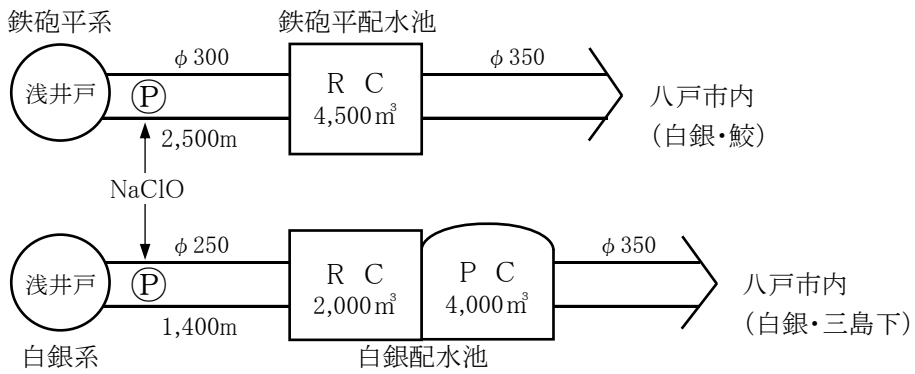 鉄砲平系
鉄砲平配水池
φ300
φ350
浅井戸
Ⓟ
R C
4,500㎥
八戸市内
(白銀・鮫)
2,500m
NaClO
φ250
φ350
浅井戸
Ⓟ
R C
2,000㎥
P C
4,000㎥
八戸市内
(白銀・三島下)
1,400m
白銀系
白銀配水池